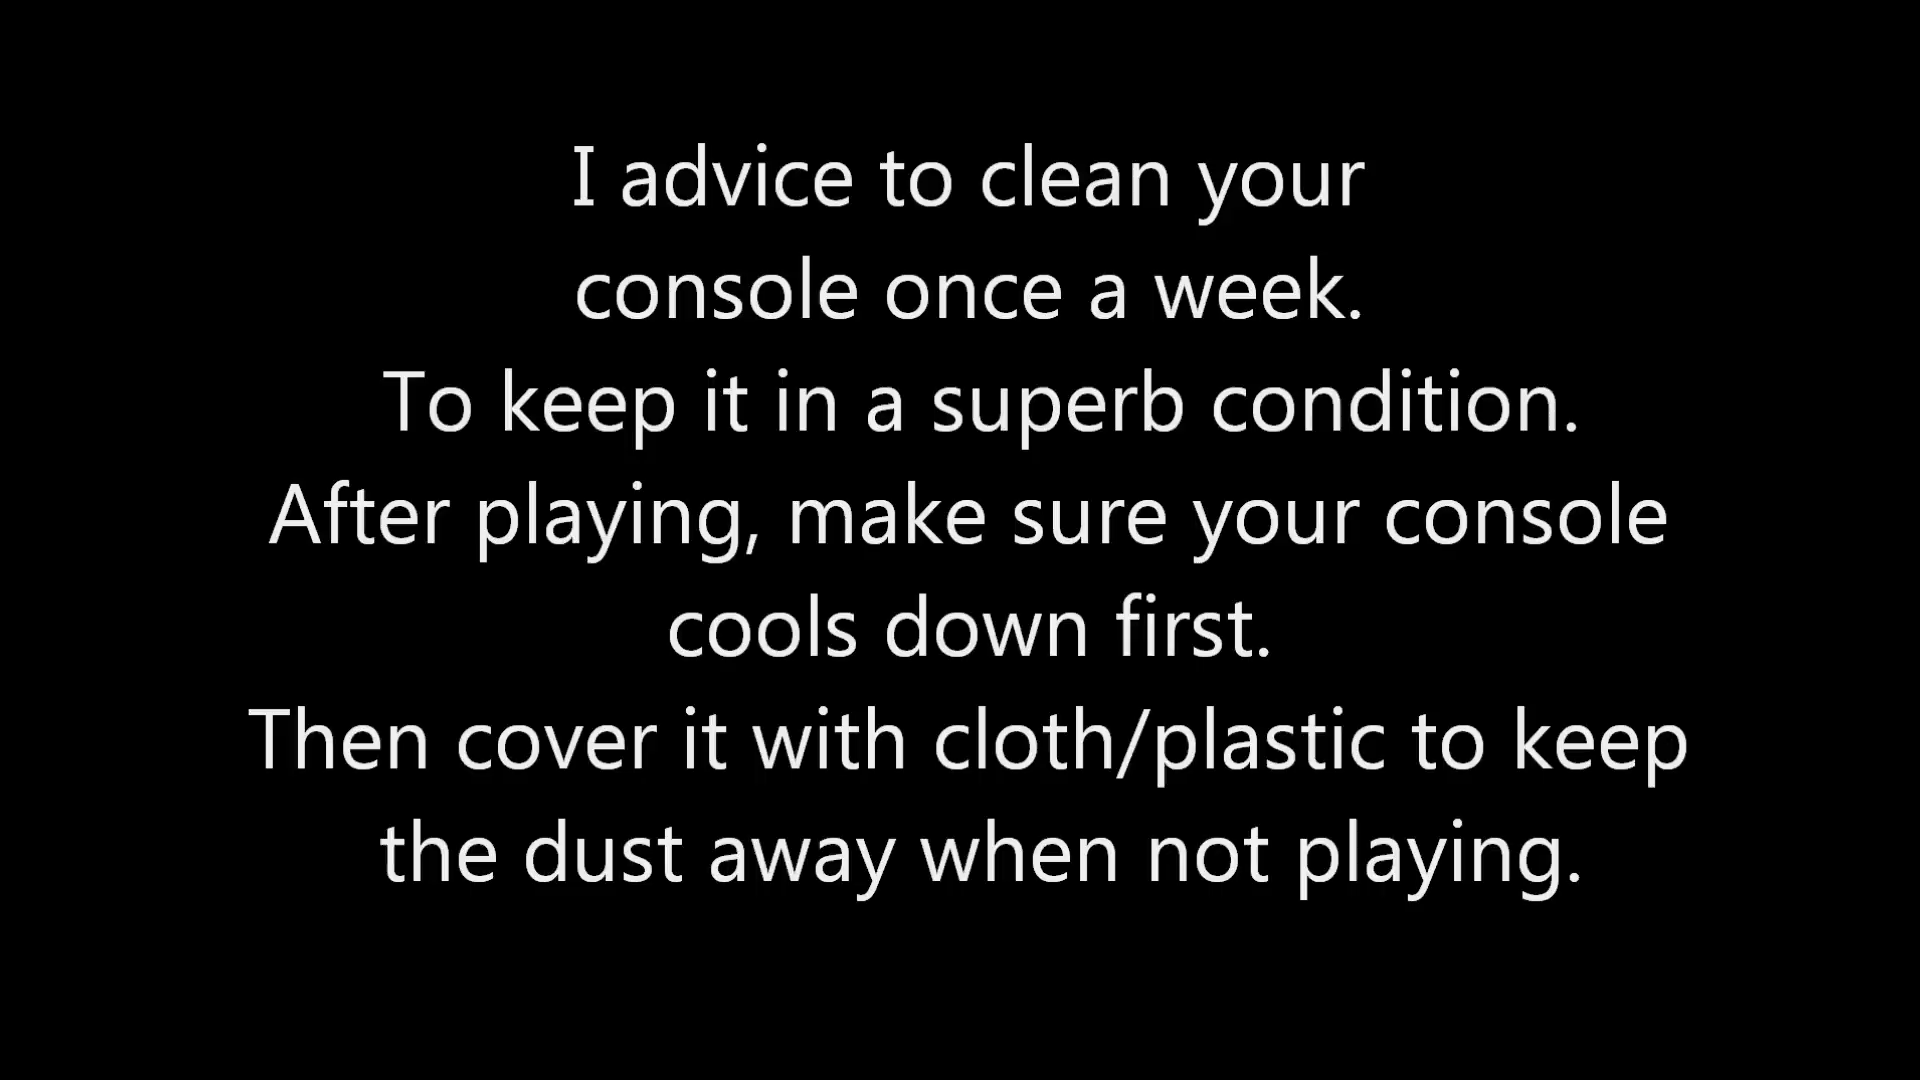 I advice to clean your
console once a week.
To keep it in a superb condition.
After playing, make sure your console
cools down first.
Then cover it with cloth/plastic to keep
the dust away when not playing.